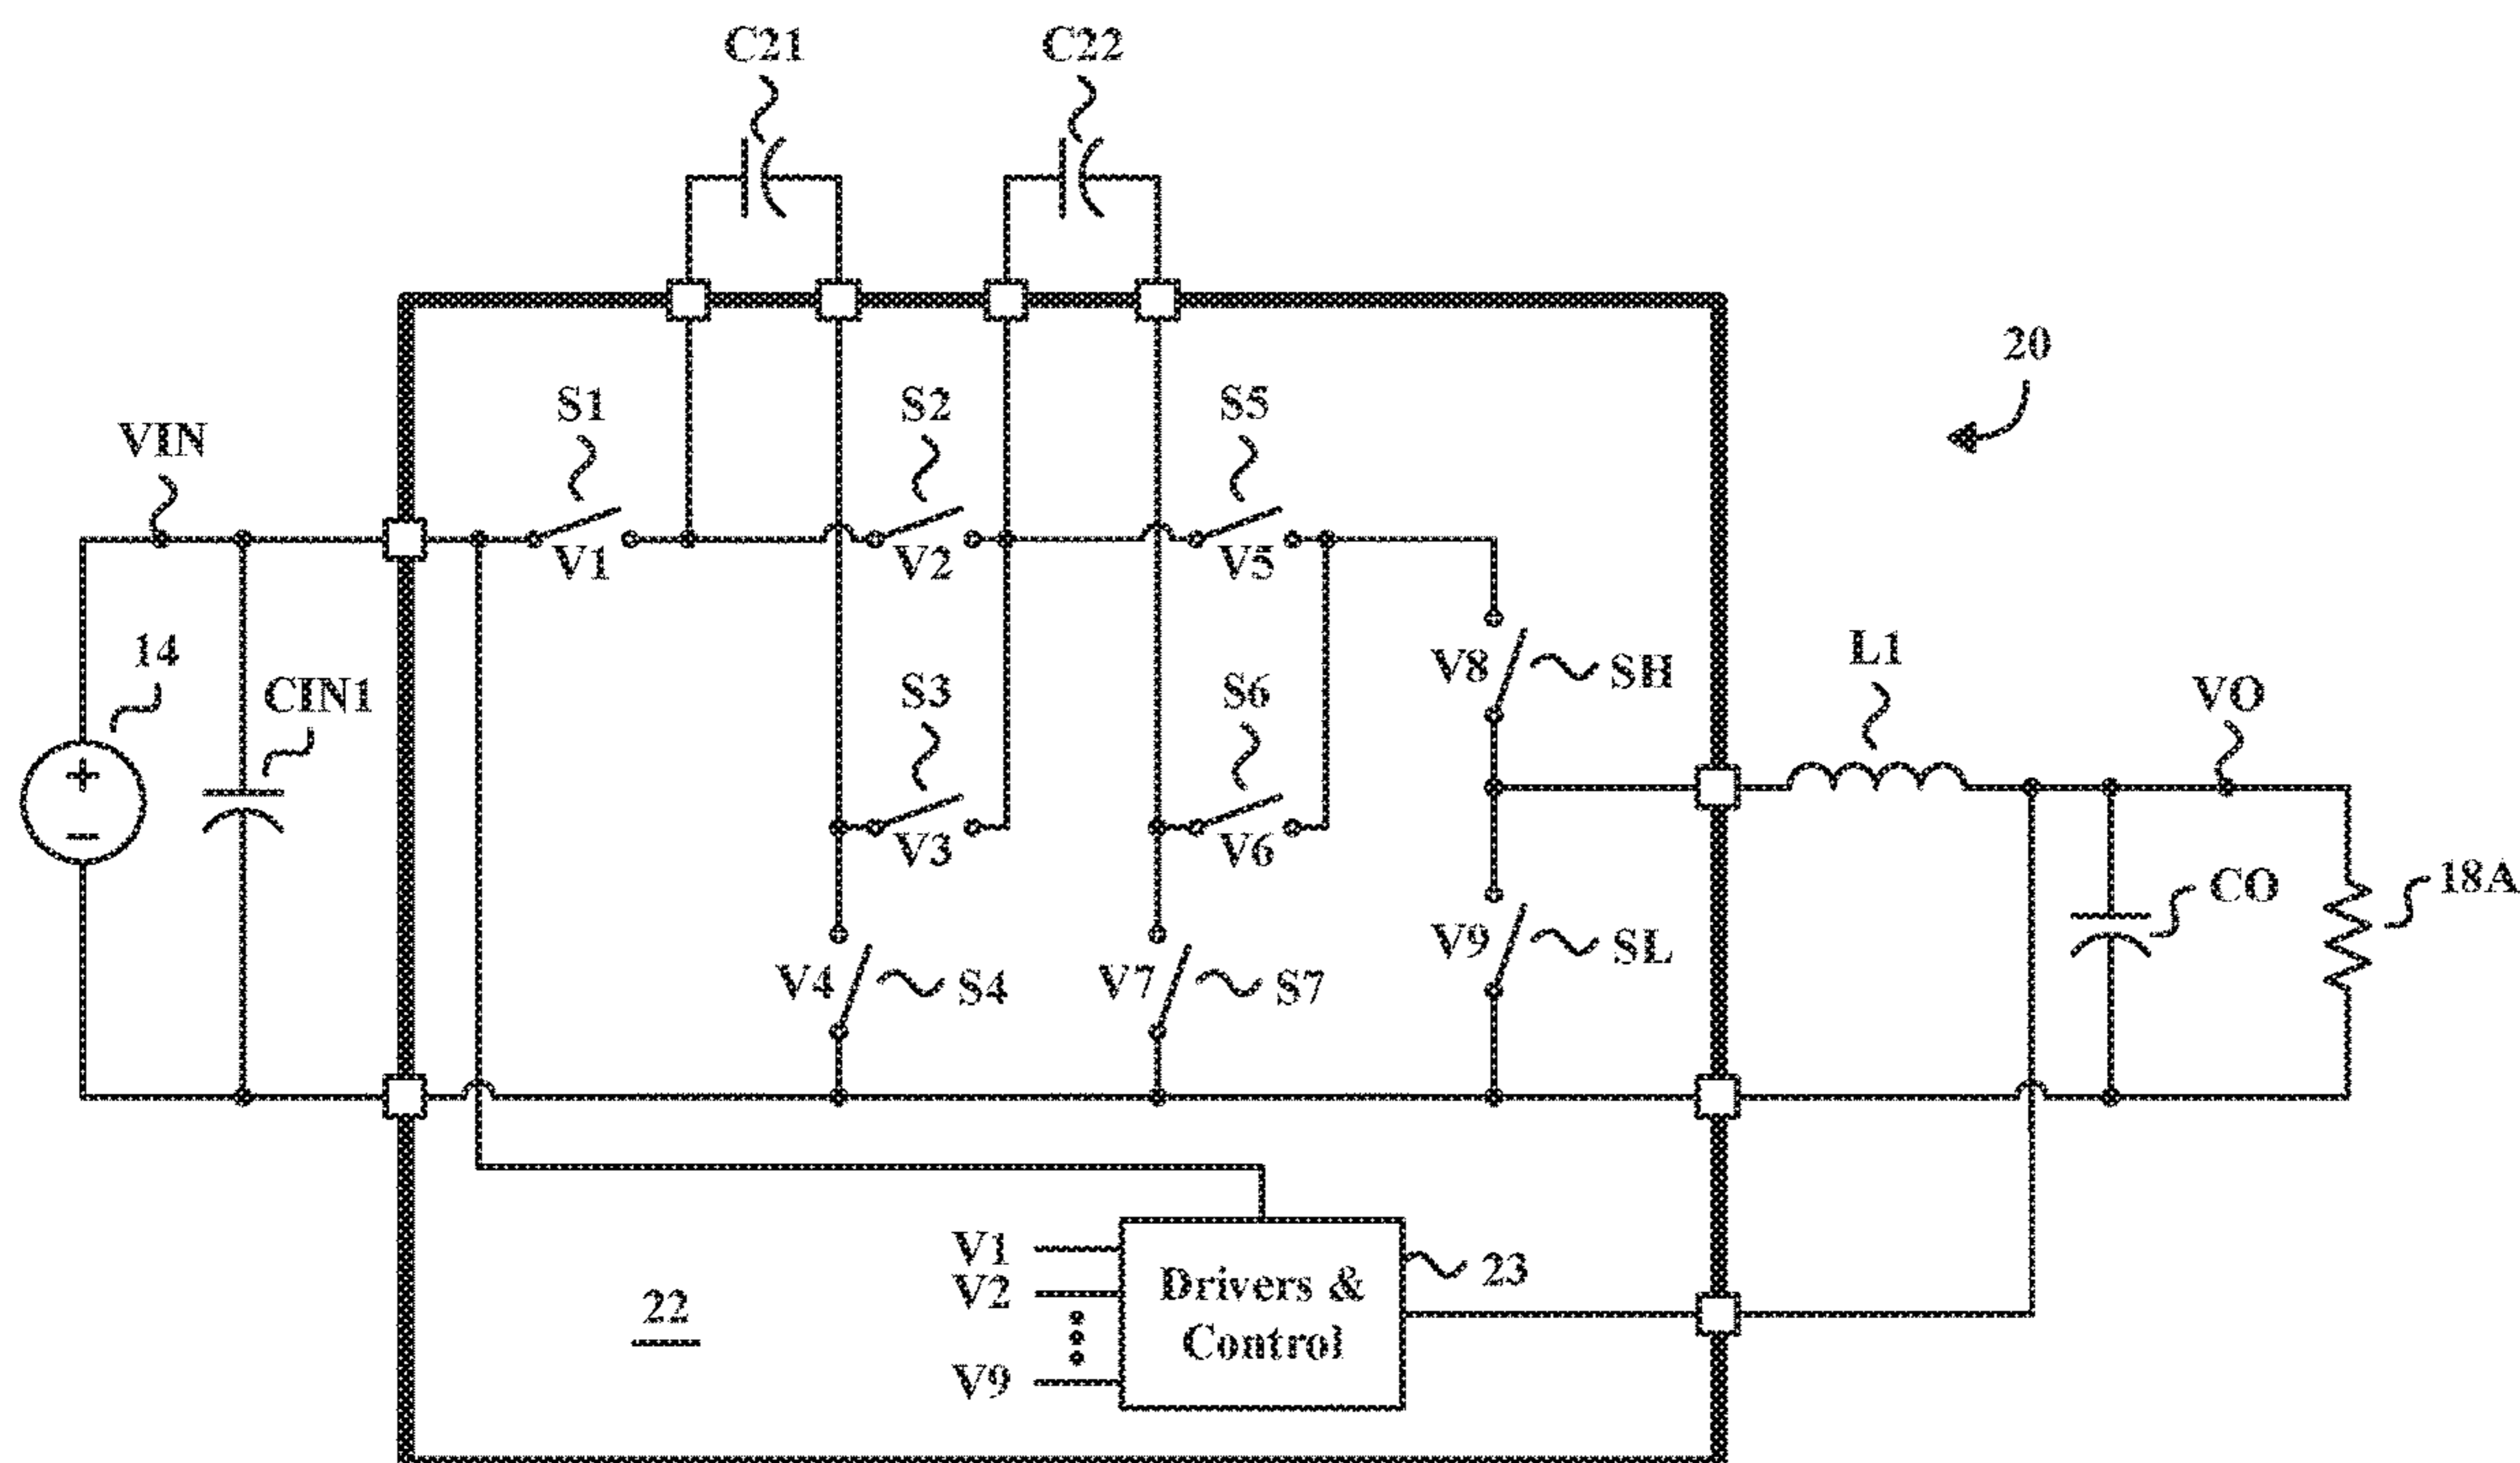 C21
C22
20
S1
S2
S5
VIN
V1
V2
V5
14
CIN1
S3
S6
V8
SH
L1
VO
+
−
V3
V6
V4
S4
V7
S7
V9
SL
CO
18A
V1
V2
V9
Drivers &
Control
23
22